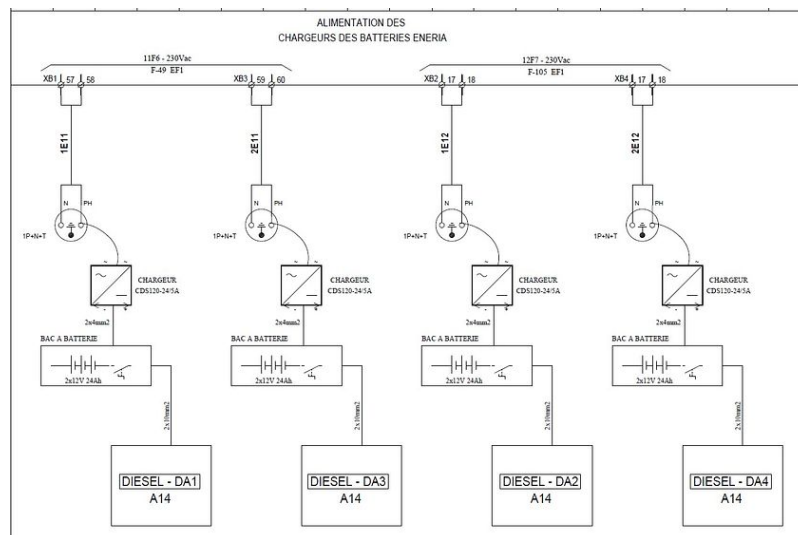 ALIMENTATION DES
CHARGEURS DES BATTERIES ENERIA
11F6 - 230Vac
F-49 EF1
12F7 - 230Vac
F-105 EF1
XB1 57 58
XB3 59 60
XB2 17 18
XB4 17 18
1E11
2E11
1E12
2E12
N PH
N PH
N PH
N PH
1P+N+T
1P+N+T
1P+N+T
1P+N+T
CHARGEUR
CDS120-24/5A
CHARGEUR
CDS120-24/5A
CHARGEUR
CDS120-24/5A
CHARGEUR
CDS120-24/5A
2x4mm2
2x4mm2
2x4mm2
2x4mm2
BAC A BATTERIE
BAC A BATTERIE
BAC A BATTERIE
BAC A BATTERIE
2x12V 24Ah
2x12V 24Ah
2x12V 24Ah
2x12V 24Ah
2x10mm2
2x10mm2
2x10mm2
2x10mm2
DIESEL - DA1
A14
DIESEL - DA3
A14
DIESEL - DA2
A14
DIESEL - DA4
A14